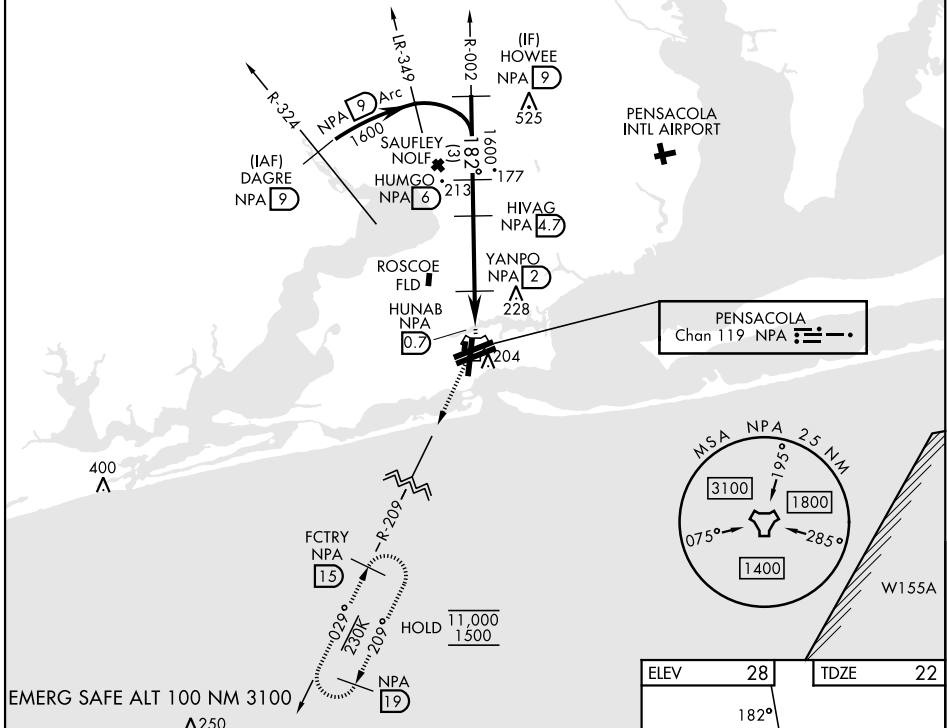 R-324
LR-349
R-002
(IF)
HOWEE
NPA 9
525
NPA 9 Arc
1600
SAUFLEY
NOLF
(3)
182°
1600
177
HUMGO
NPA 6
213
(IAF)
DAGRE
NPA 9
PENSACOLA
INTL AIRPORT
HIVAG
NPA 4.7
YANPO
NPA 2
228
ROSCOE
FLD
HUNAB
NPA
0.7
204
PENSACOLA
Chan 119 NPA
400
R-209
FCTRY
NPA
15
029°
230K
209°
HOLD 11,000
1500
NPA
19
MSA NPA 25 NM
195°
3100
1800
075°
285°
1400
W155A
EMERG SAFE ALT 100 NM 3100
250
ELEV 28
TDZE 22
182°